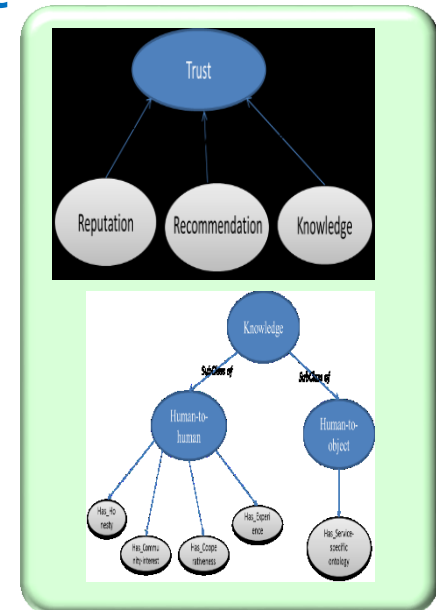 Trust
Reputation
Recommendation
Knowledge
Knowledge
SubClass of
SubClass of
Human-to-
human
Human-to-
object
Has_Ho
nesty
Has_Commu
nity-interest
Has_Coope
rativeness
Has_Experi
ence
Has_Service-
specific
ontology